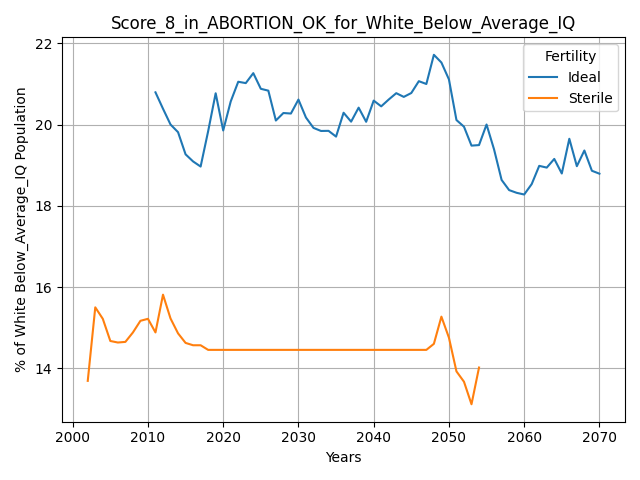 Score_8_in_ABORTION_OK_for_White_Below_Average_IQ
% of White Below_Average_IQ Population
22
20
18
16
14
Fertility
Ideal
Sterile
2000 2010 2020 2030 2040 2050 2060 2070
Years